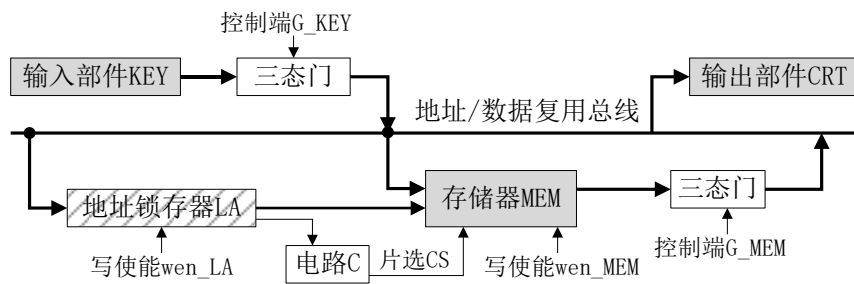 控制端G_KEY
输入部件KEY
三态门
输出部件CRT
地址/数据复用总线
地址锁存器LA
存储器MEM
三态门
写使能wen_LA
电路C
片选CS
写使能wen_MEM
控制端G_MEM